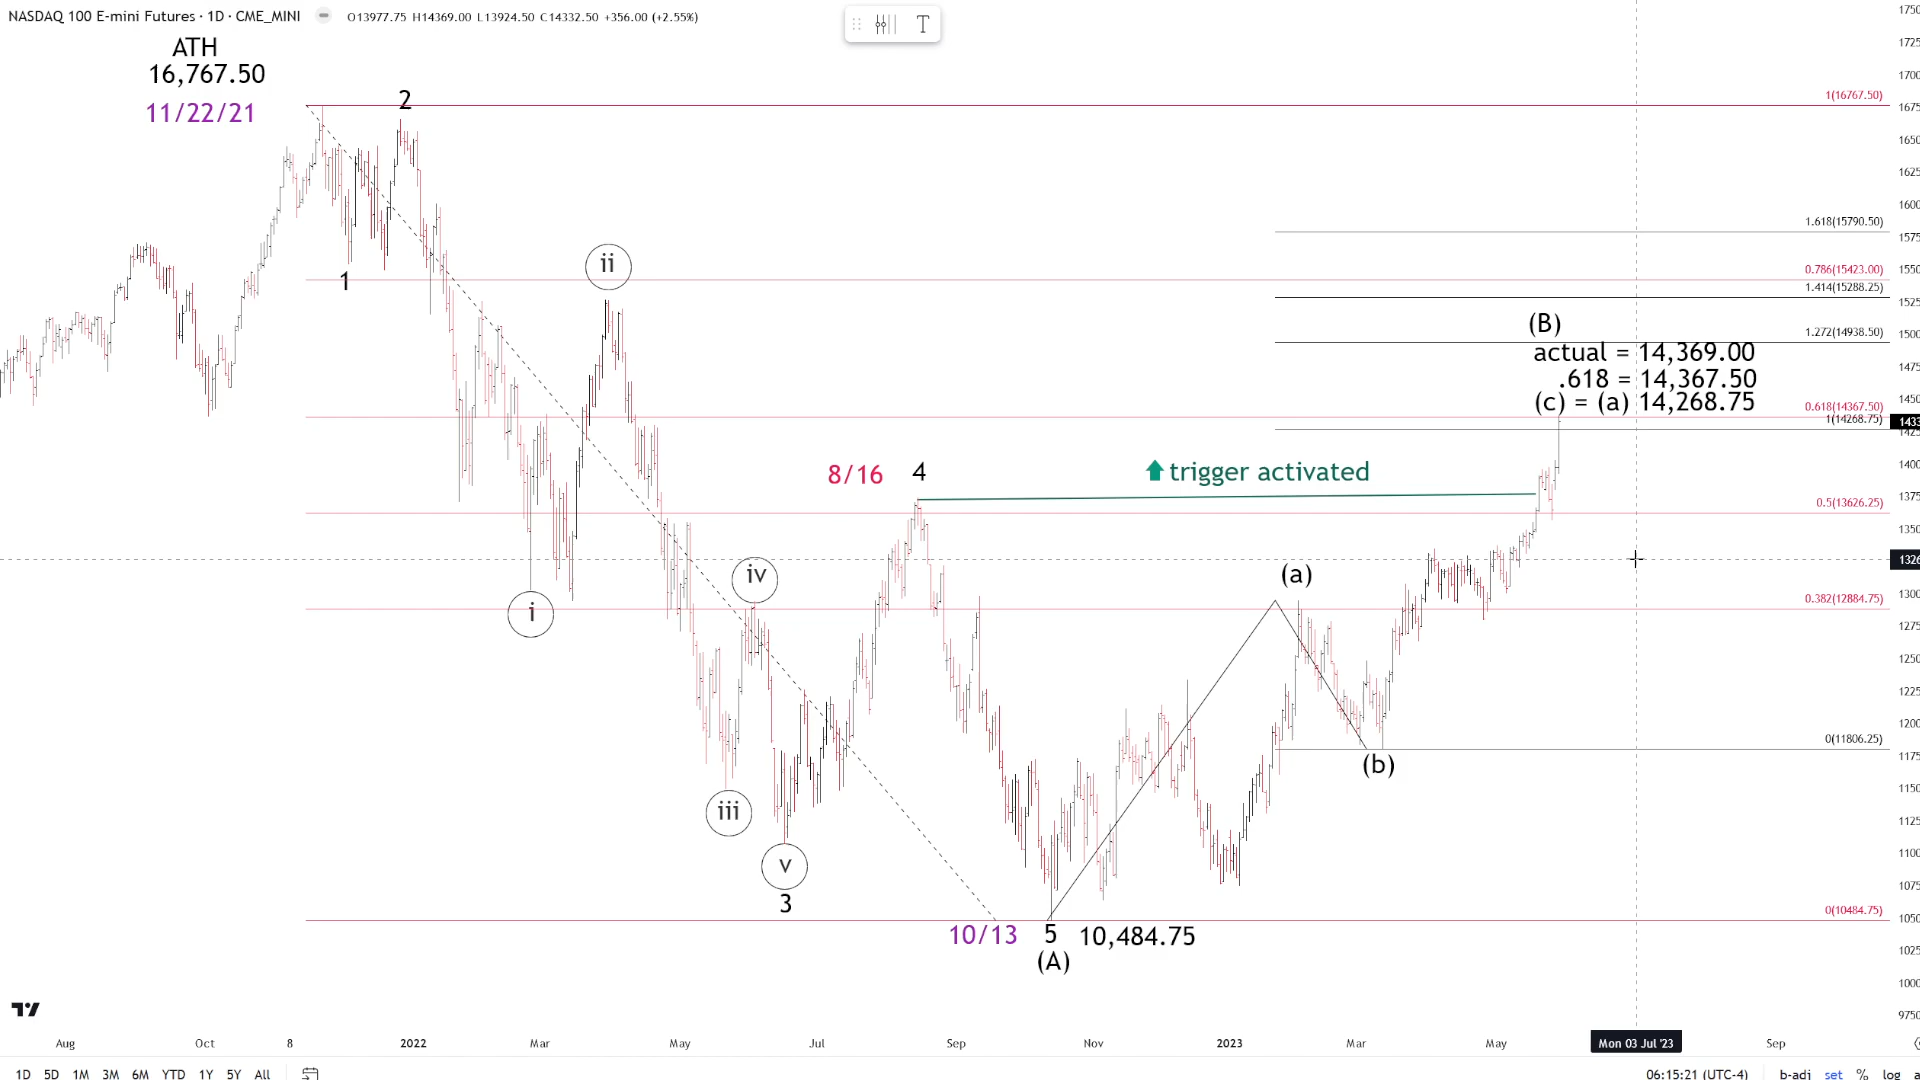 NASDAQ 100 E-mini Futures · 1D · CME_MINI O13977.75 H14369.00 L13924.50 C14332.50 +356.00 (+2.55%)
T
ATH
16,767.50
11/22/21
2
1(16767.50)
1.618(15790.50)
ii
0.786(15423.00)
1
1.414(15288.25)
(B)
1.272(14938.50)
actual = 14,369.00
.618 = 14,367.50
(c) = (a) 14,268.75
0.618(14367.50)
1(14268.75)
8/16
4
trigger activated
0.5(13626.25)
iv
(a)
0.382(12884.75)
i
0(11806.25)
(b)
iii
v
3
0(10484.75)
10/13
5
10,484.75
(A)
Aug Oct 8 2022 Mar May Jul Sep Nov 2023 Mar May Mon 03 Jul '23 Sep
1D 5D 1M 3M 6M YTD 1Y 5Y All 06:15:21 (UTC-4) b-adj set % log